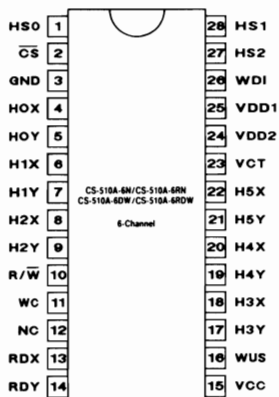 HS0 1 28 HS1
CS 2 27 HS2
GND 3 26 WDI
H0X 4 25 VDD1
H0Y 5 24 VDD2
H1X 6 23 VCT
H1Y 7 CS-510A-6N/CS-510A-6RN 22 H5X
CS-510A-6DW/CS-510A-6RDW
H2X 8 6-Channel 21 H5Y
H2Y 9 20 H4X
R/W 10 19 H4Y
WC 11 18 H3X
NC 12 17 H3Y
RDX 13 16 WUS
RDY 14 15 VCC